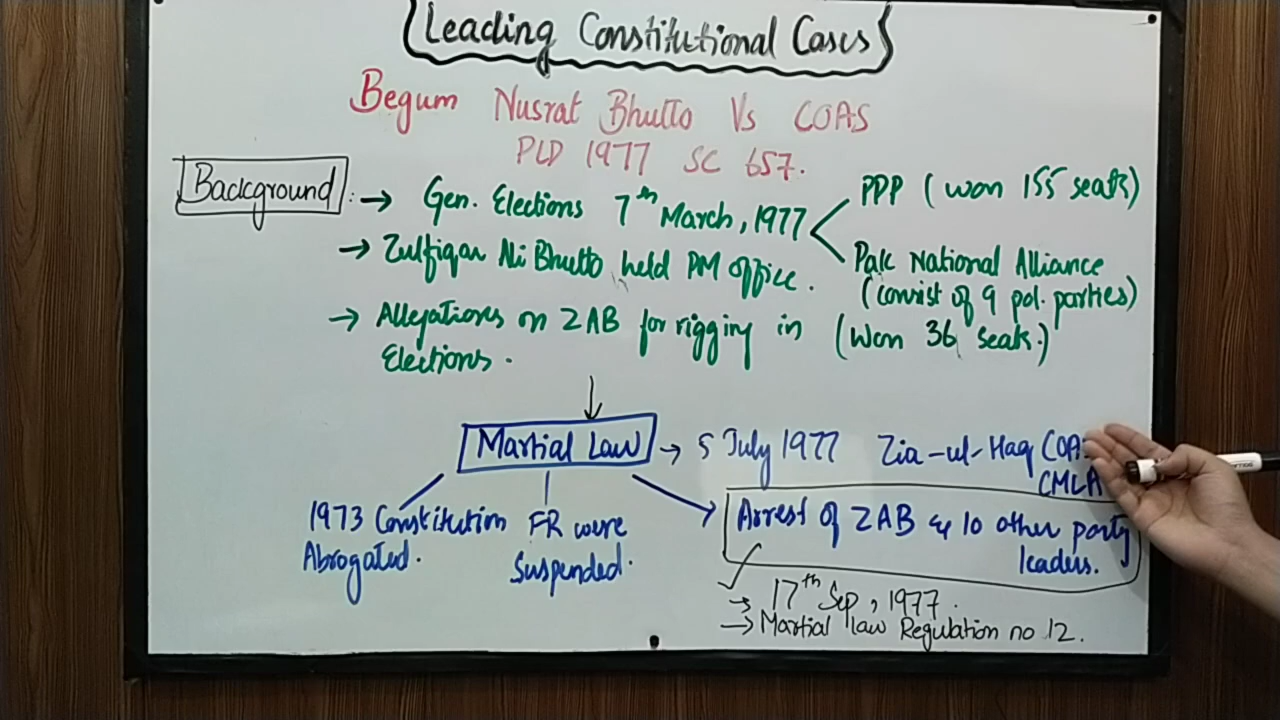 Leading Constitutional Cases
Begum Nusrat Bhutto Vs COAS
PLD 1977 SC 657.
Background :
→ Gen. Elections 7th March, 1977
PPP (won 155 seats)
Pak National Alliance
(consist of 9 pol. parties)
(Won 36 seats.)
→ Zulfiqar Ali Bhutto held PM office.
→ Allegations on ZAB for rigging in
Elections.
Martial Law → 5 July 1977 Zia-ul-Haq COAS
CMLA
1973 Constitution
Abrogated.
FR were
Suspended.
Arrest of ZAB & 10 other party
leaders.
→ 17th Sep, 1977.
→ Martial law Regulation no 12.